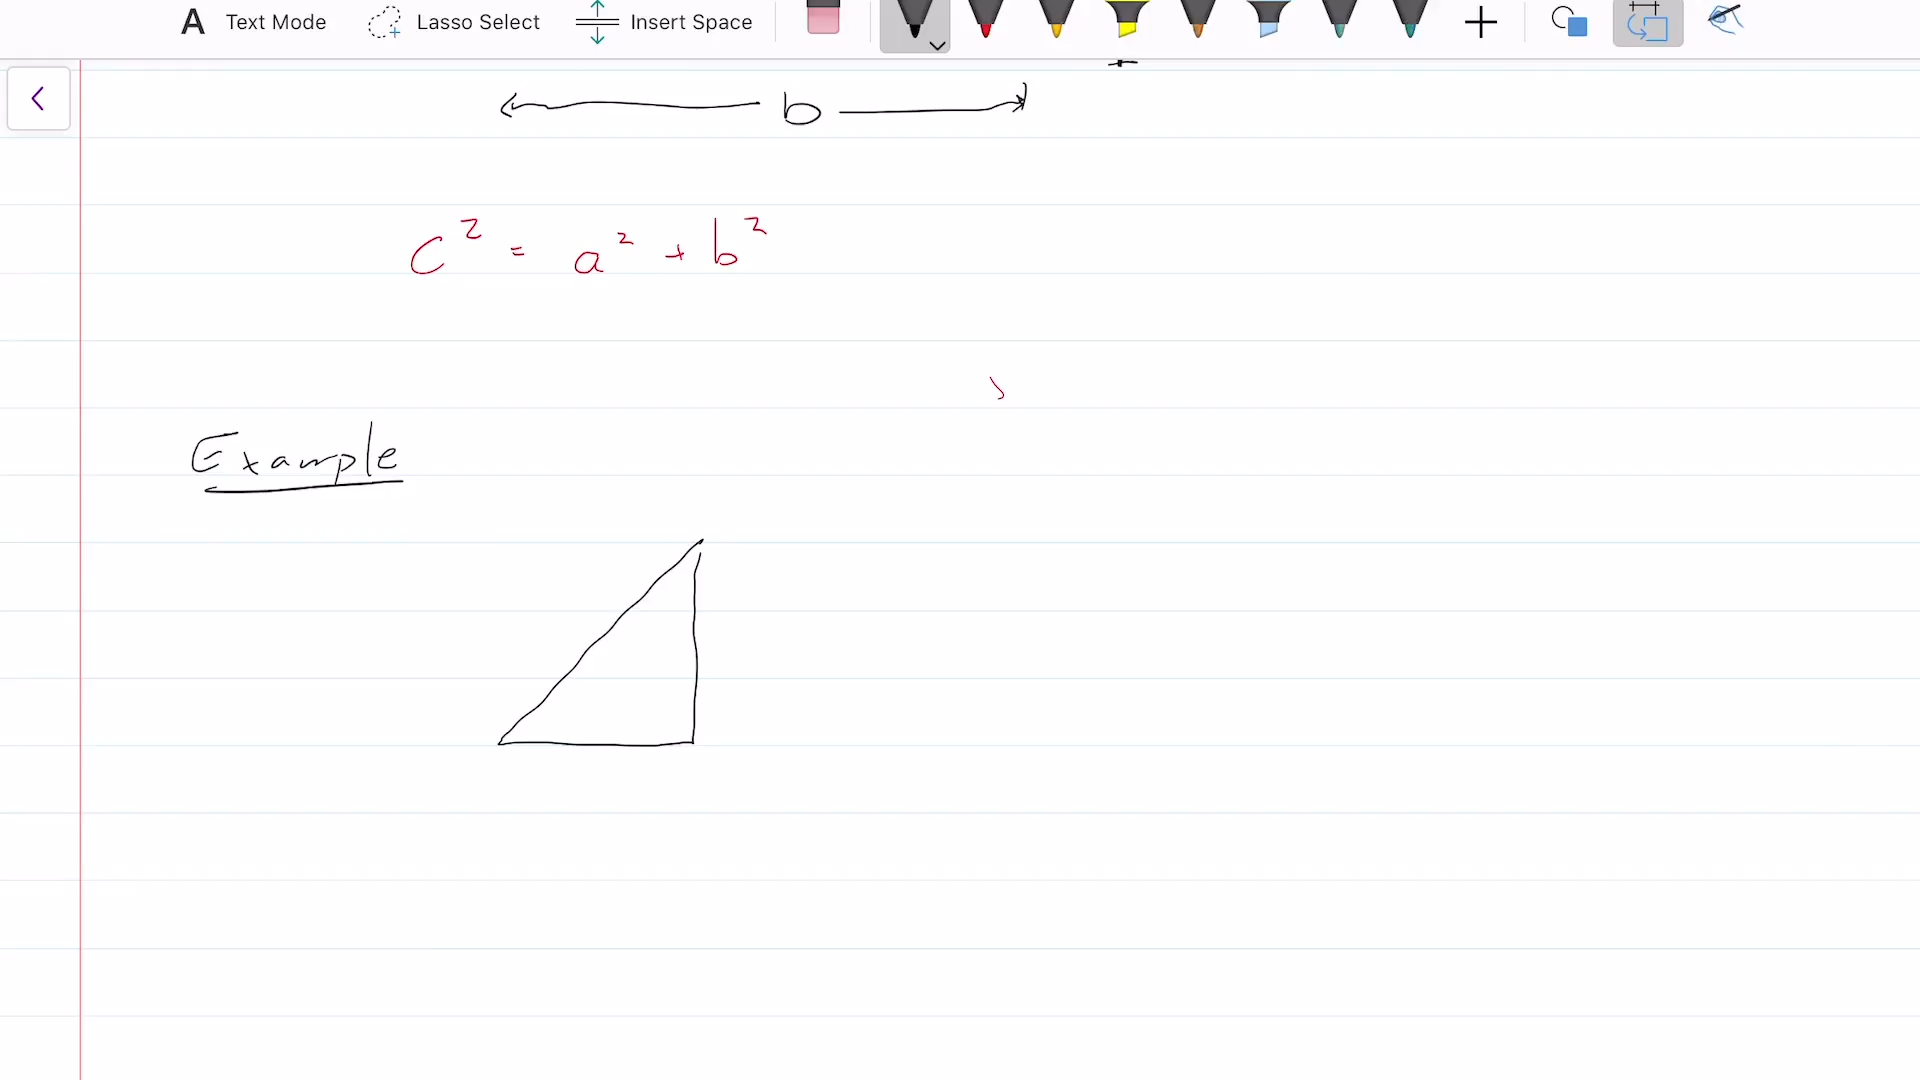 A Text Mode Lasso Select Insert Space
b
c² = a² + b²
Example